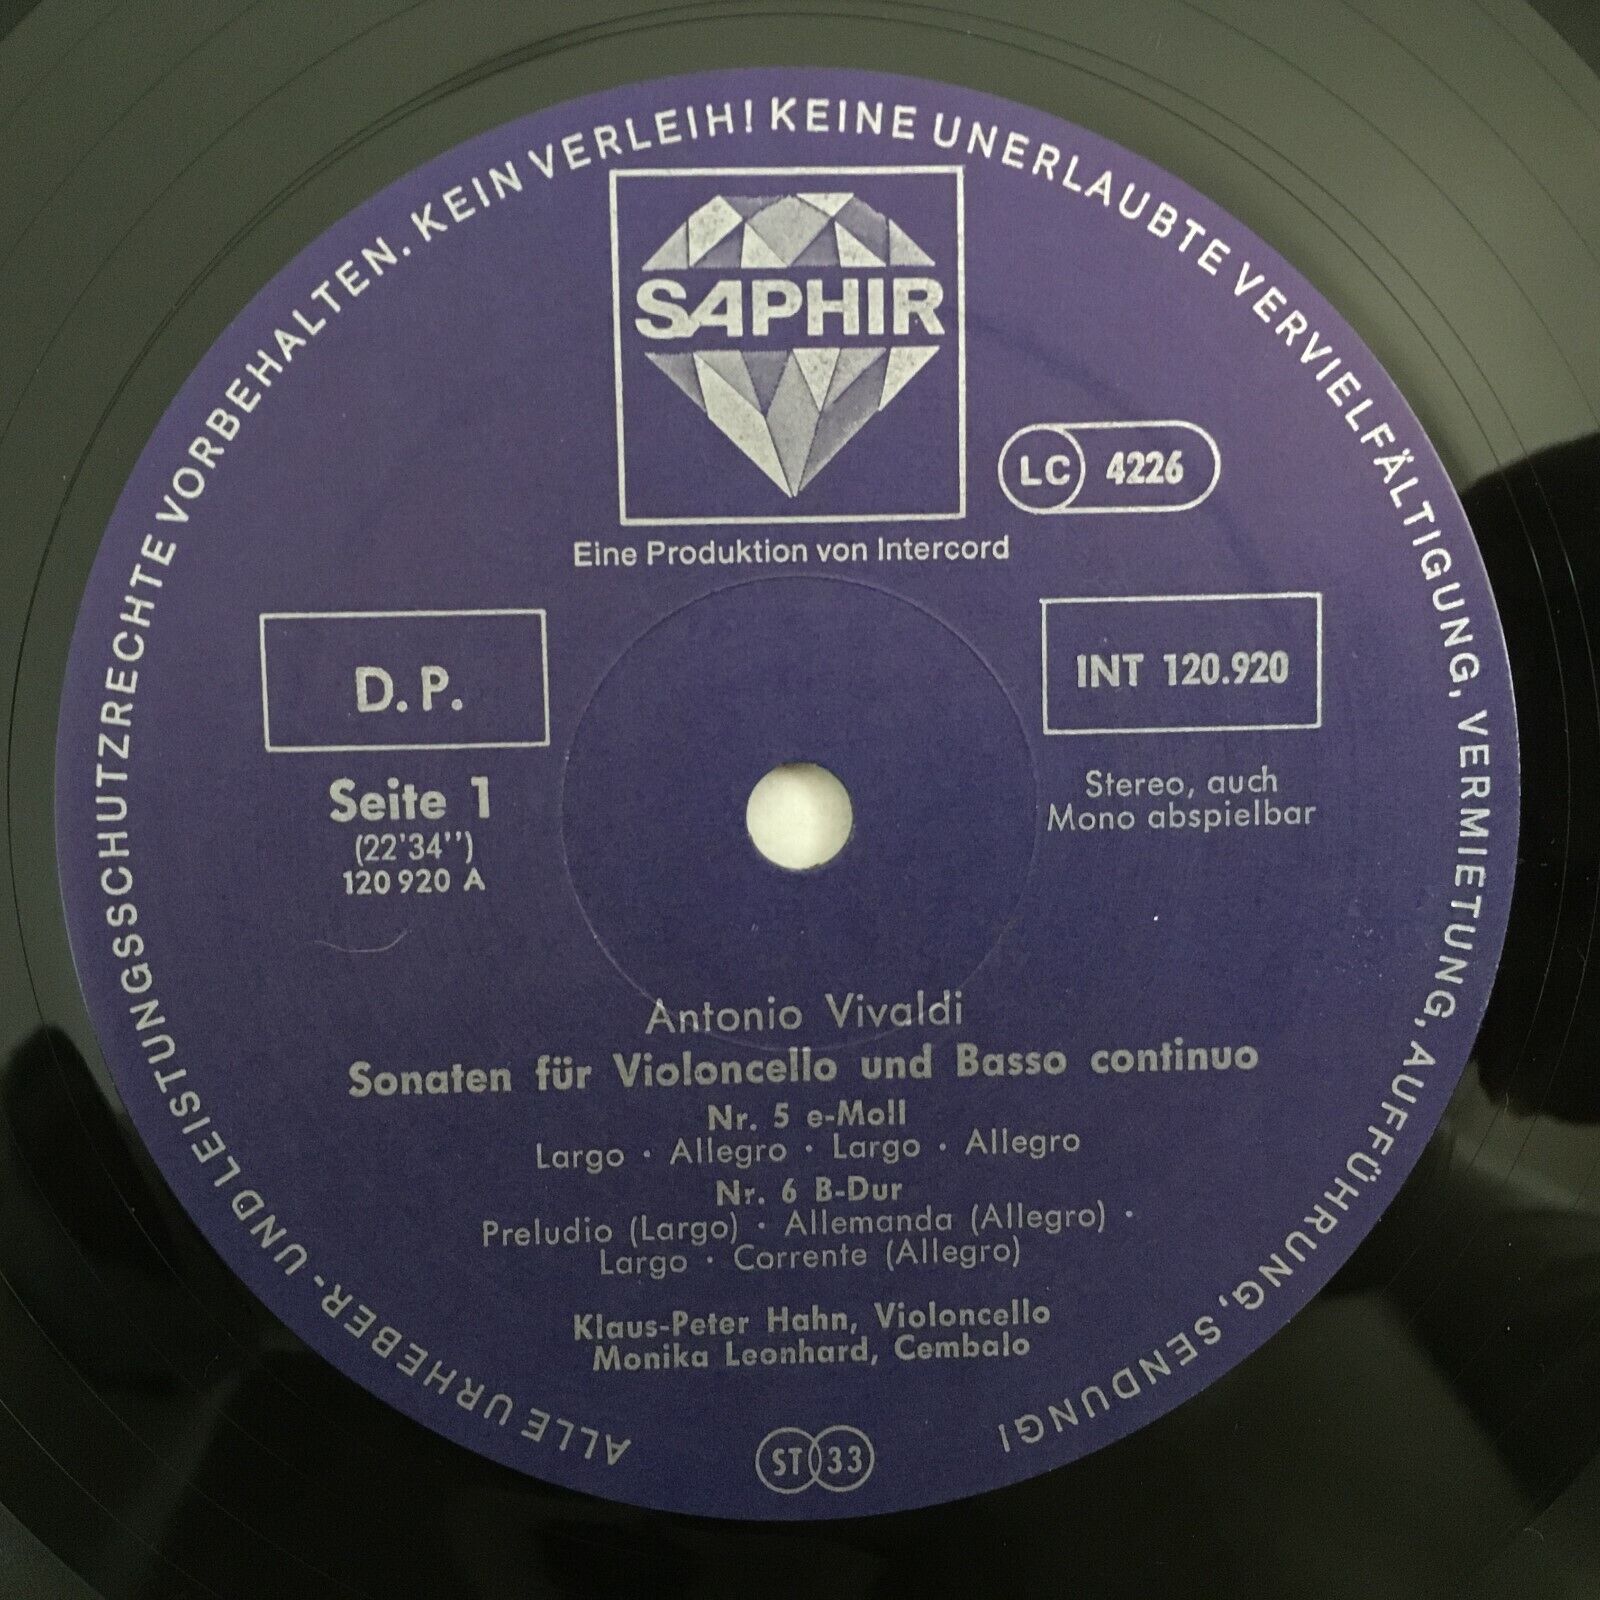 ALLE URHEBER- UND LEISTUNGSSCHUTZRECHTE VORBEHALTEN. KEIN VERLEIH! KEINE UNERLAUBTE VERVIELFÄLTIGUNG, VERMIETUNG, AUFFÜHRUNG, SENDUNG!
SAPHIR
LC 4226
Eine Produktion von Intercord
D. P.
INT 120.920
Seite 1
(22'34'')
120 920 A
Stereo, auch
Mono abspielbar
Antonio Vivaldi
Sonaten für Violoncello und Basso continuo
Nr. 5 e-Moll
Largo · Allegro · Largo · Allegro
Nr. 6 B-Dur
Preludio (Largo) · Allemanda (Allegro) ·
Largo · Corrente (Allegro)
Klaus-Peter Hahn, Violoncello
Monika Leonhard, Cembalo
ST 33